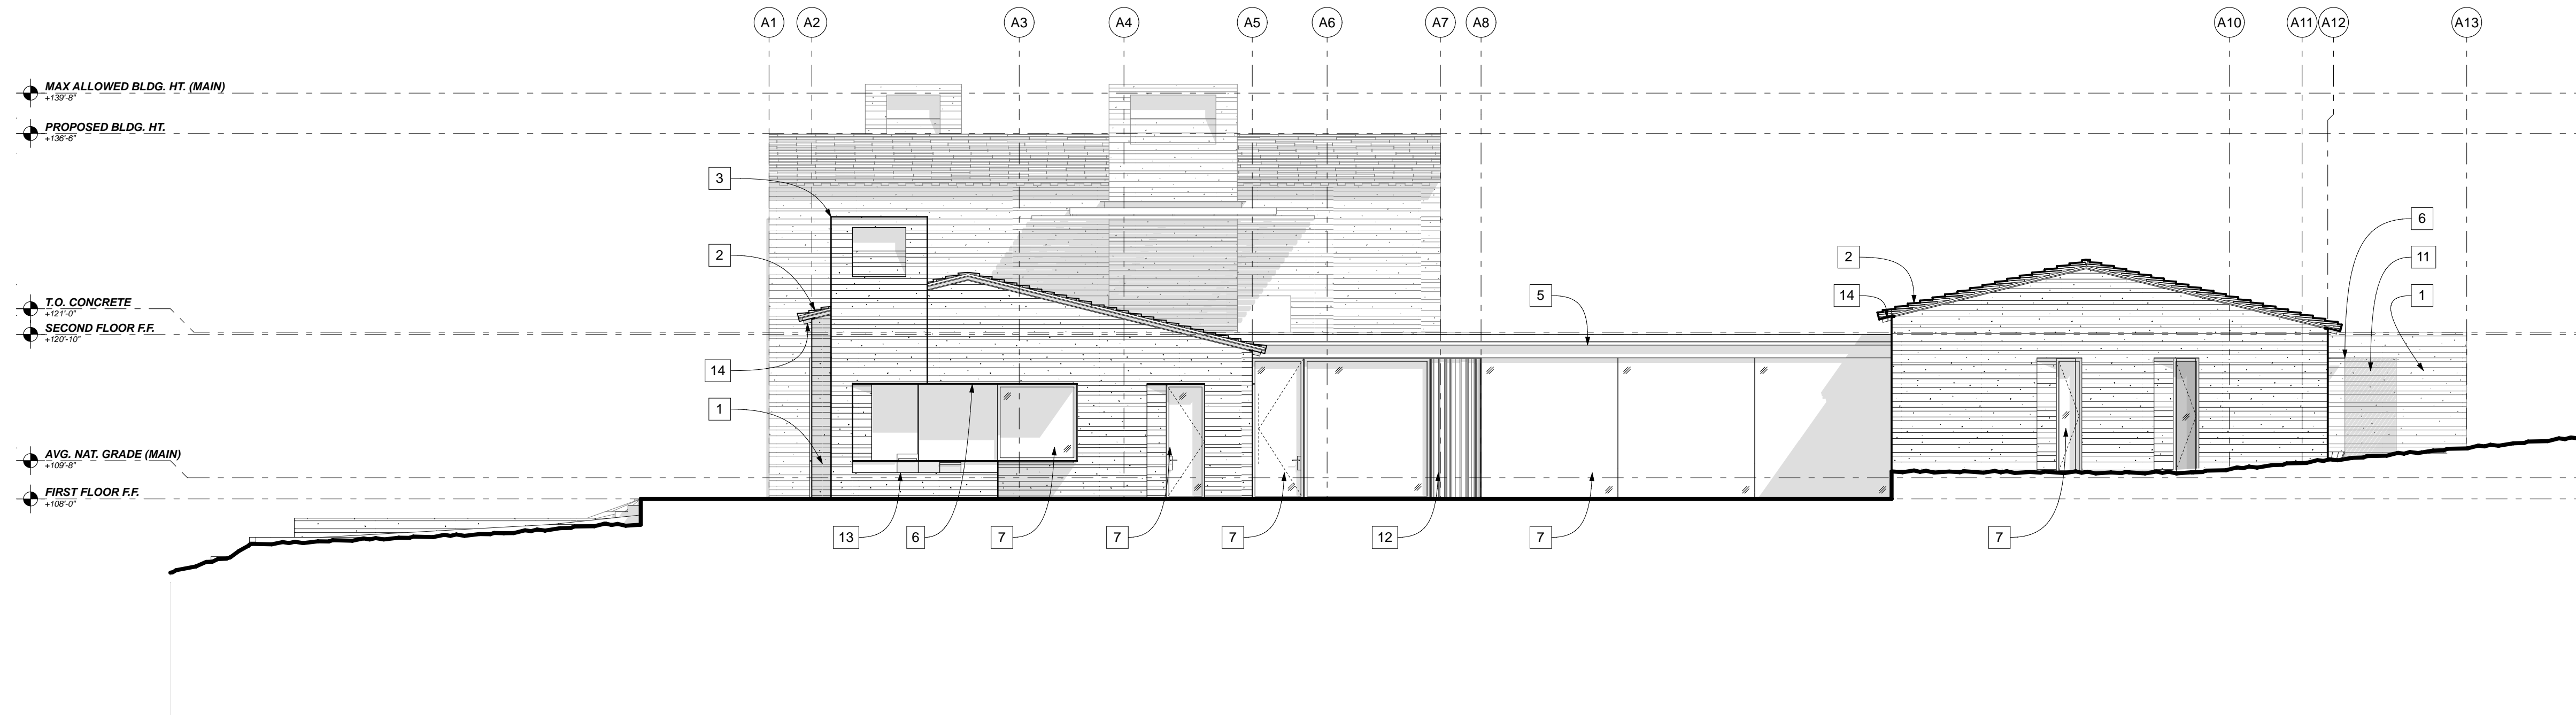 A1 A2 A3 A4 A5 A6 A7 A8 A10 A11 A12 A13
MAX ALLOWED BLDG. HT. (MAIN)
+139'-8"
PROPOSED BLDG. HT.
+136'-6"
3
6
2
2
11
14
5
1
T.O. CONCRETE
+121'-0"
SECOND FLOOR F.F.
+120'-10"
14
1
AVG. NAT. GRADE (MAIN)
+109'-8"
FIRST FLOOR F.F.
+108'-0"
13 6 7 7 7 12 7 7